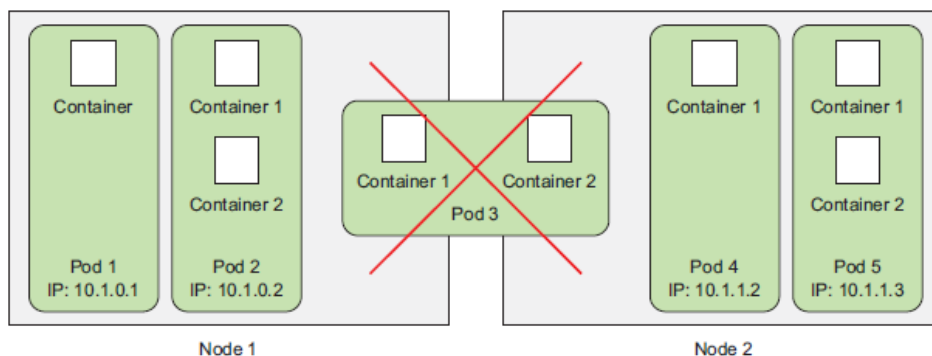 Container
Pod 1
IP: 10.1.0.1
Container 1
Container 2
Pod 2
IP: 10.1.0.2
Container 1
Container 2
Pod 3
Container 1
Pod 4
IP: 10.1.1.2
Container 1
Container 2
Pod 5
IP: 10.1.1.3
Node 1
Node 2